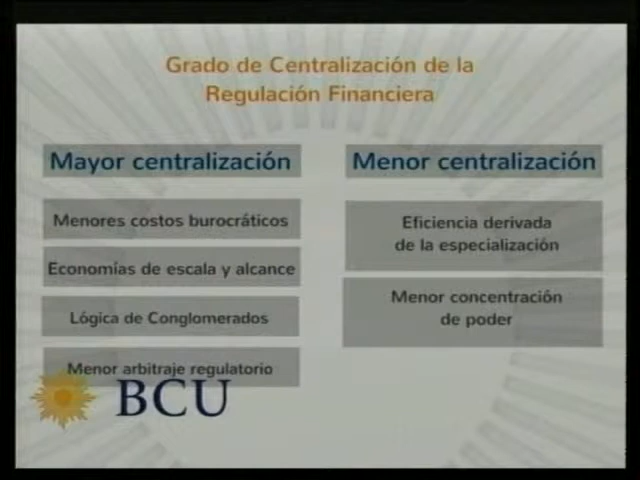 Grado de Centralización de la
Regulación Financiera
Mayor centralización
Menores costos burocráticos
Economías de escala y alcance
Lógica de Conglomerados
Menor arbitraje regulatorio
Menor centralización
Eficiencia derivada
de la especialización
Menor concentración
de poder
BCU